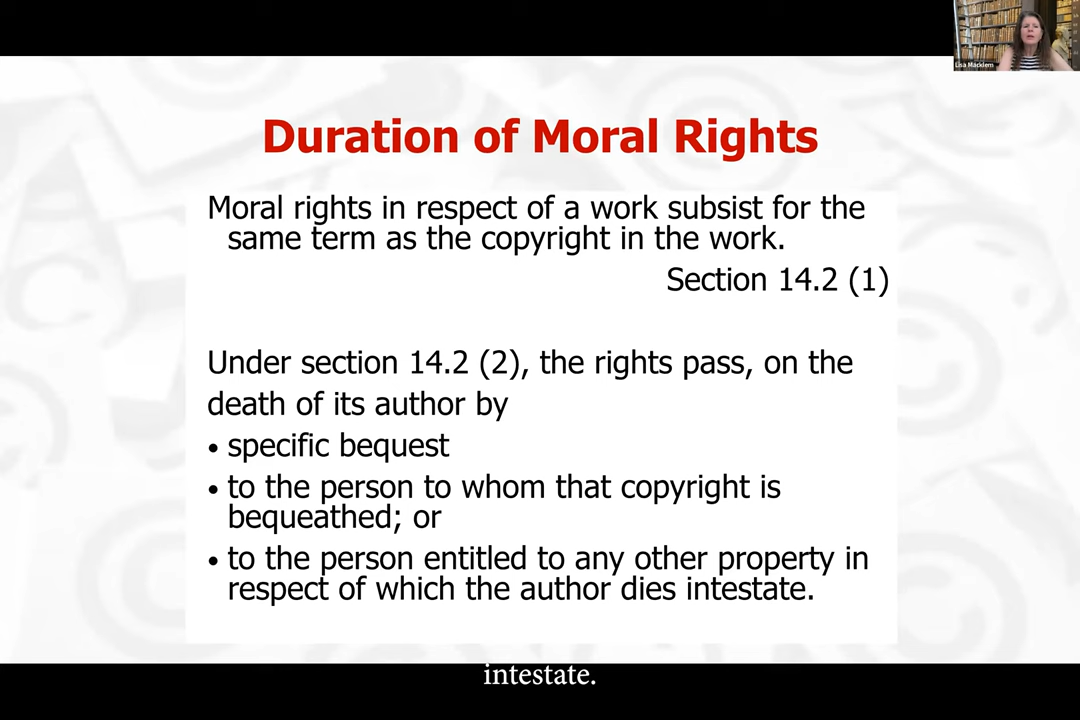 Lisa Macklem
Duration of Moral Rights
Moral rights in respect of a work subsist for the
same term as the copyright in the work.
Section 14.2 (1)
Under section 14.2 (2), the rights pass, on the
death of its author by
• specific bequest
• to the person to whom that copyright is
bequeathed; or
• to the person entitled to any other property in
respect of which the author dies intestate.
intestate.